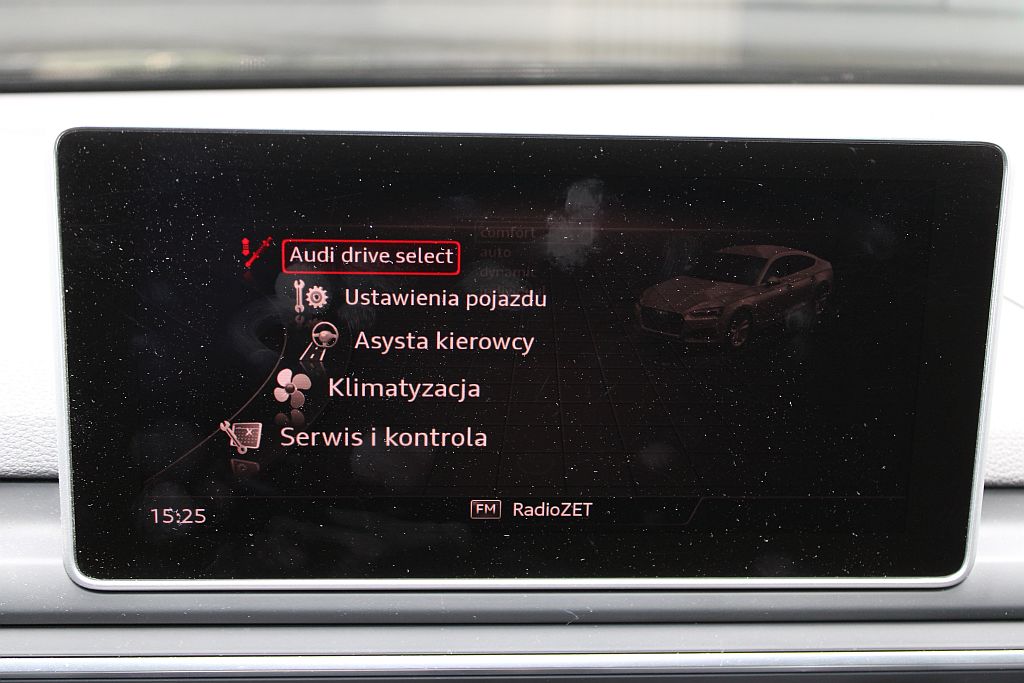 comfort
auto
dynamic
Audi drive select
Ustawienia pojazdu
Asysta kierowcy
Klimatyzacja
Serwis i kontrola
15:25
FM RadioZET